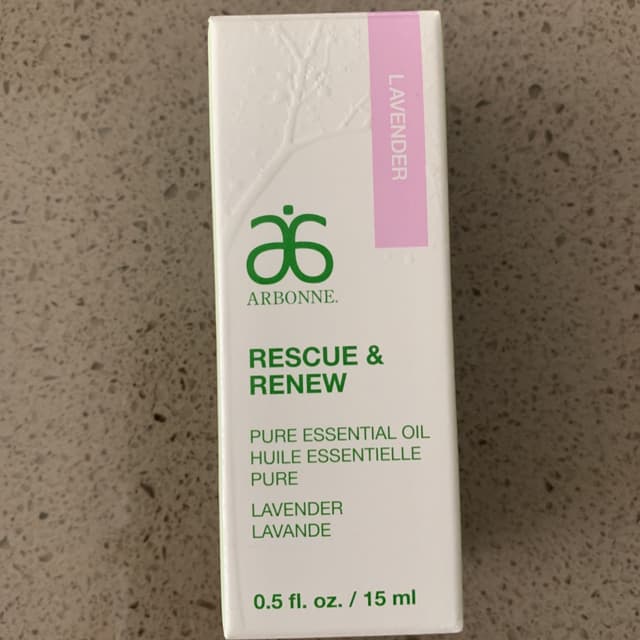 LAVENDER
ARBONNE.
RESCUE &
RENEW
PURE ESSENTIAL OIL
HUILE ESSENTIELLE
PURE
LAVENDER
LAVANDE
0.5 fl. oz. / 15 ml